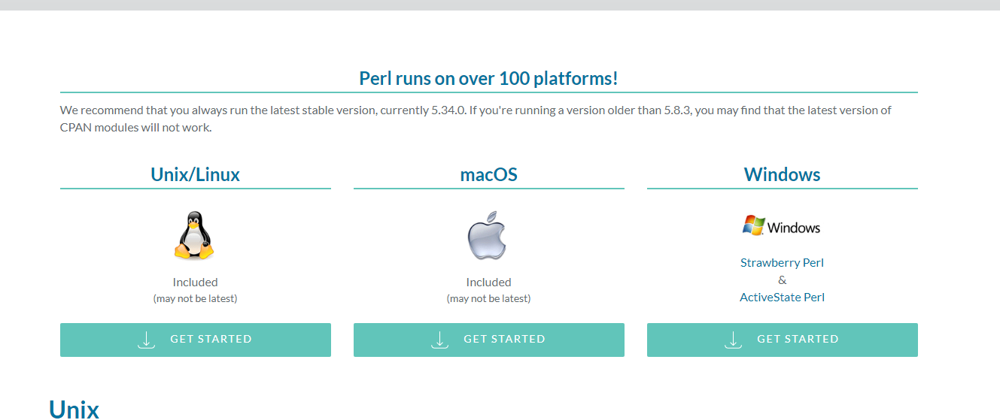 Perl runs on over 100 platforms!
We recommend that you always run the latest stable version, currently 5.34.0. If you're running a version older than 5.8.3, you may find that the latest version of
CPAN modules will not work.
Unix/Linux
Included
(may not be latest)
GET STARTED
macOS
Included
(may not be latest)
GET STARTED
Windows
Windows
Strawberry Perl
&
ActiveState Perl
GET STARTED
Unix